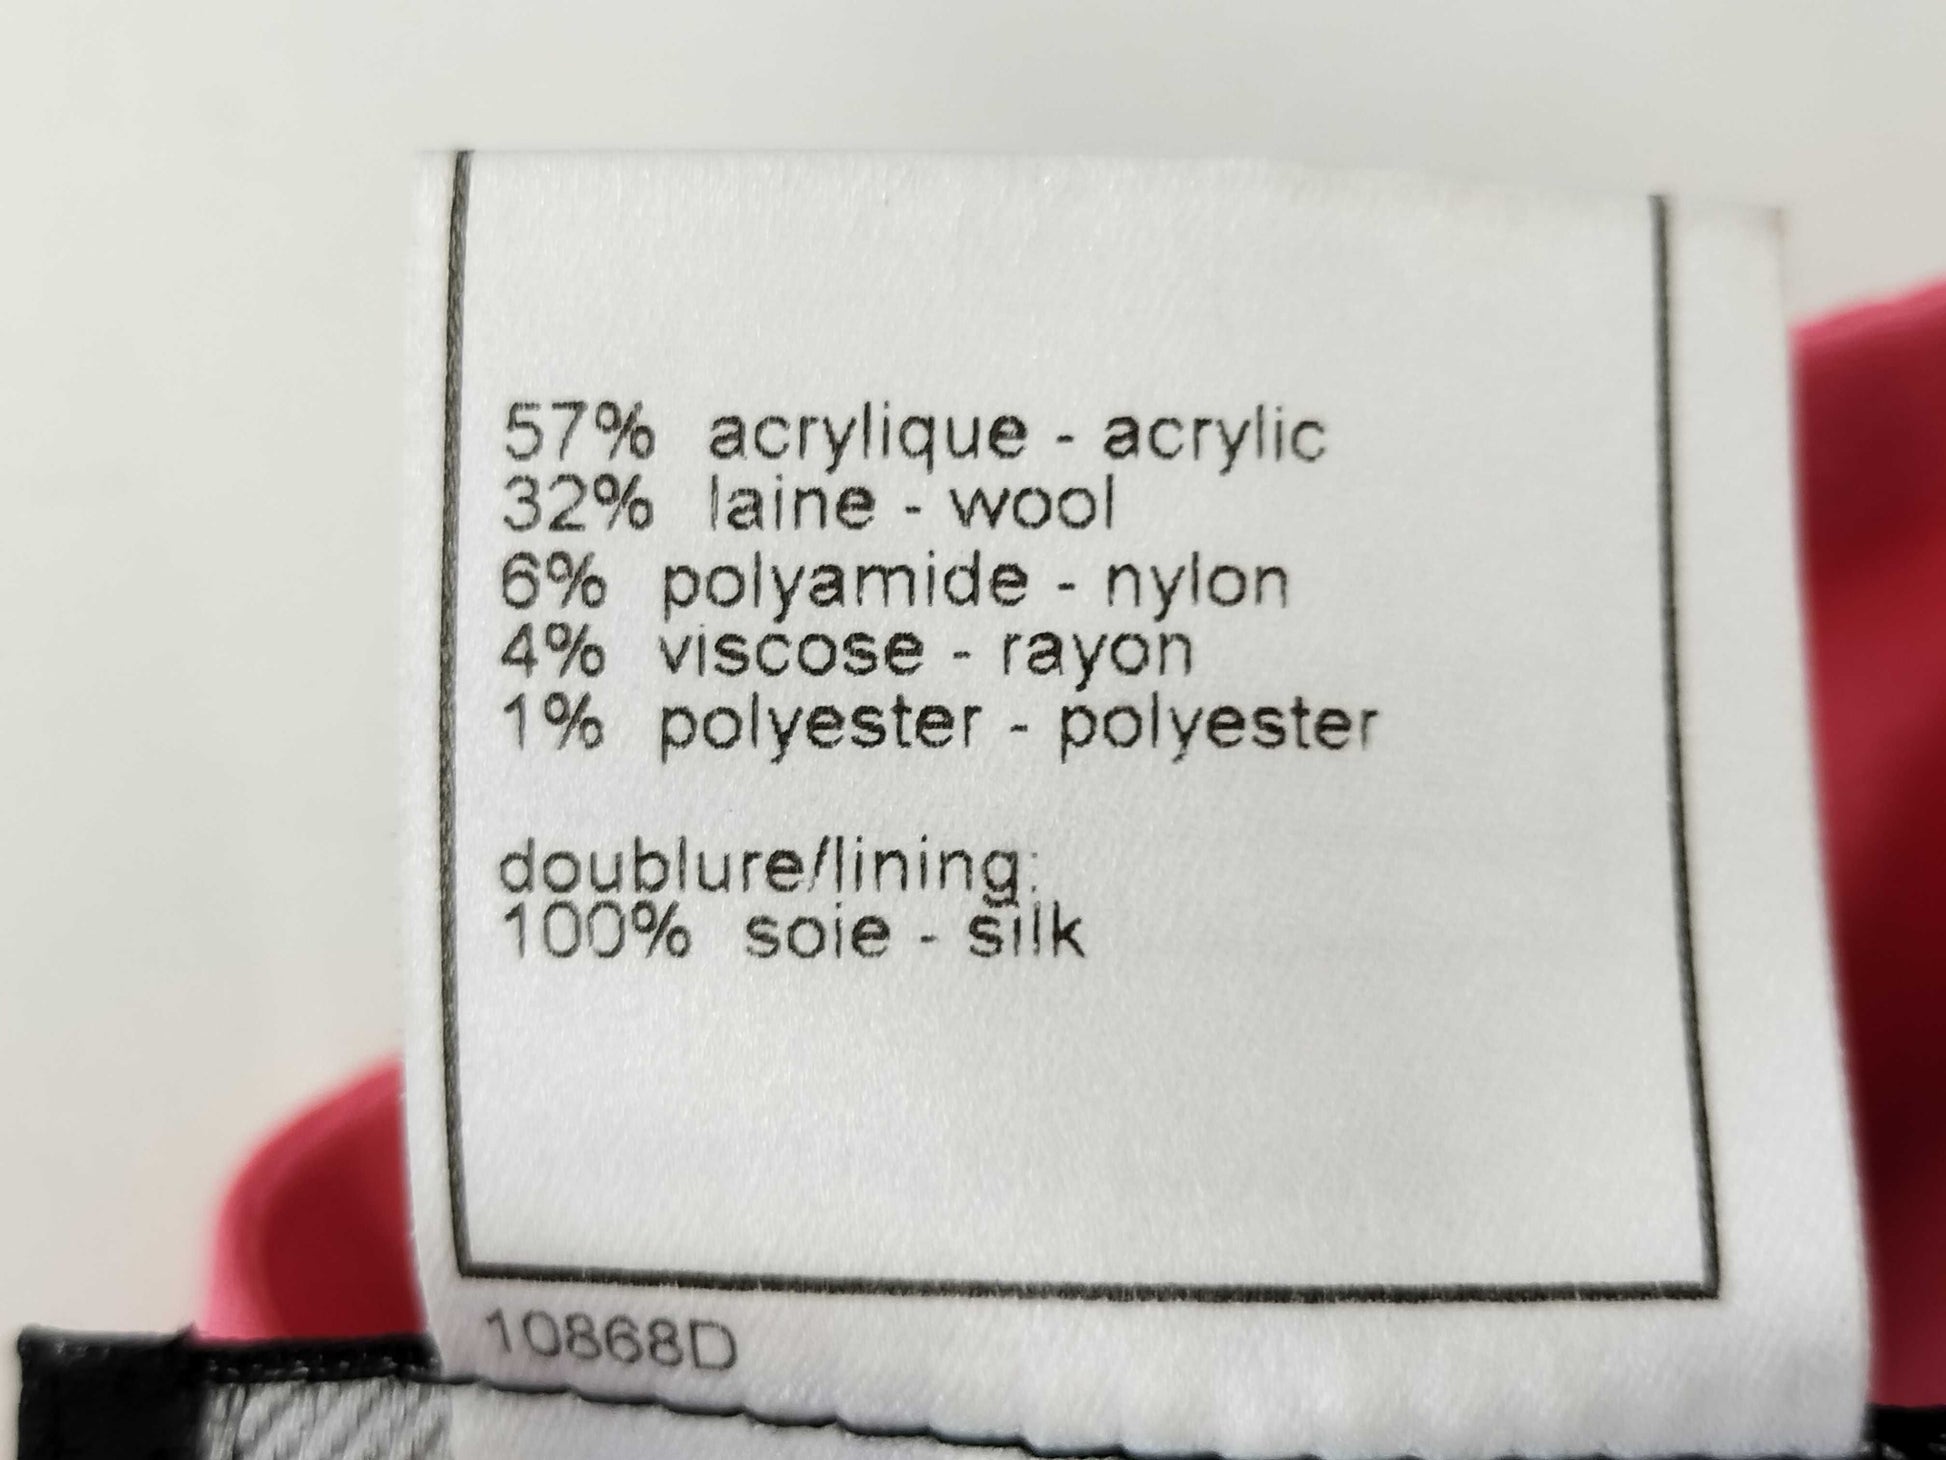 57% acrylique - acrylic
32% laine - wool
6% polyamide - nylon
4% viscose - rayon
1% polyester - polyester
doublure/lining:
100% soie - silk
10868D